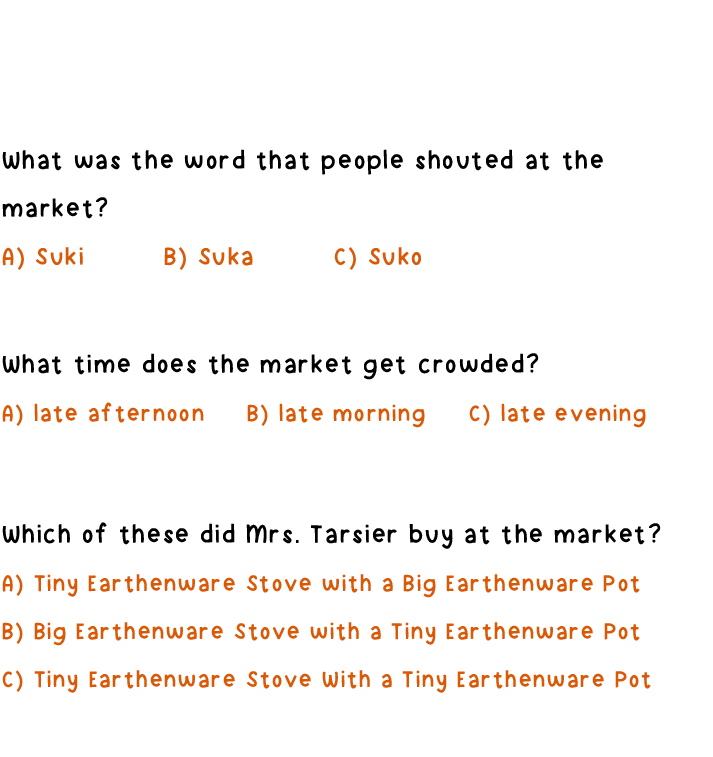 What was the word that people shouted at the
market?
A) Suki B) Suka C) Suko
What time does the market get crowded?
A) late afternoon B) late morning C) late evening
Which of these did Mrs. Tarsier buy at the market?
A) Tiny Earthenware Stove with a Big Earthenware Pot
B) Big Earthenware Stove with a Tiny Earthenware Pot
C) Tiny Earthenware Stove With a Tiny Earthenware Pot